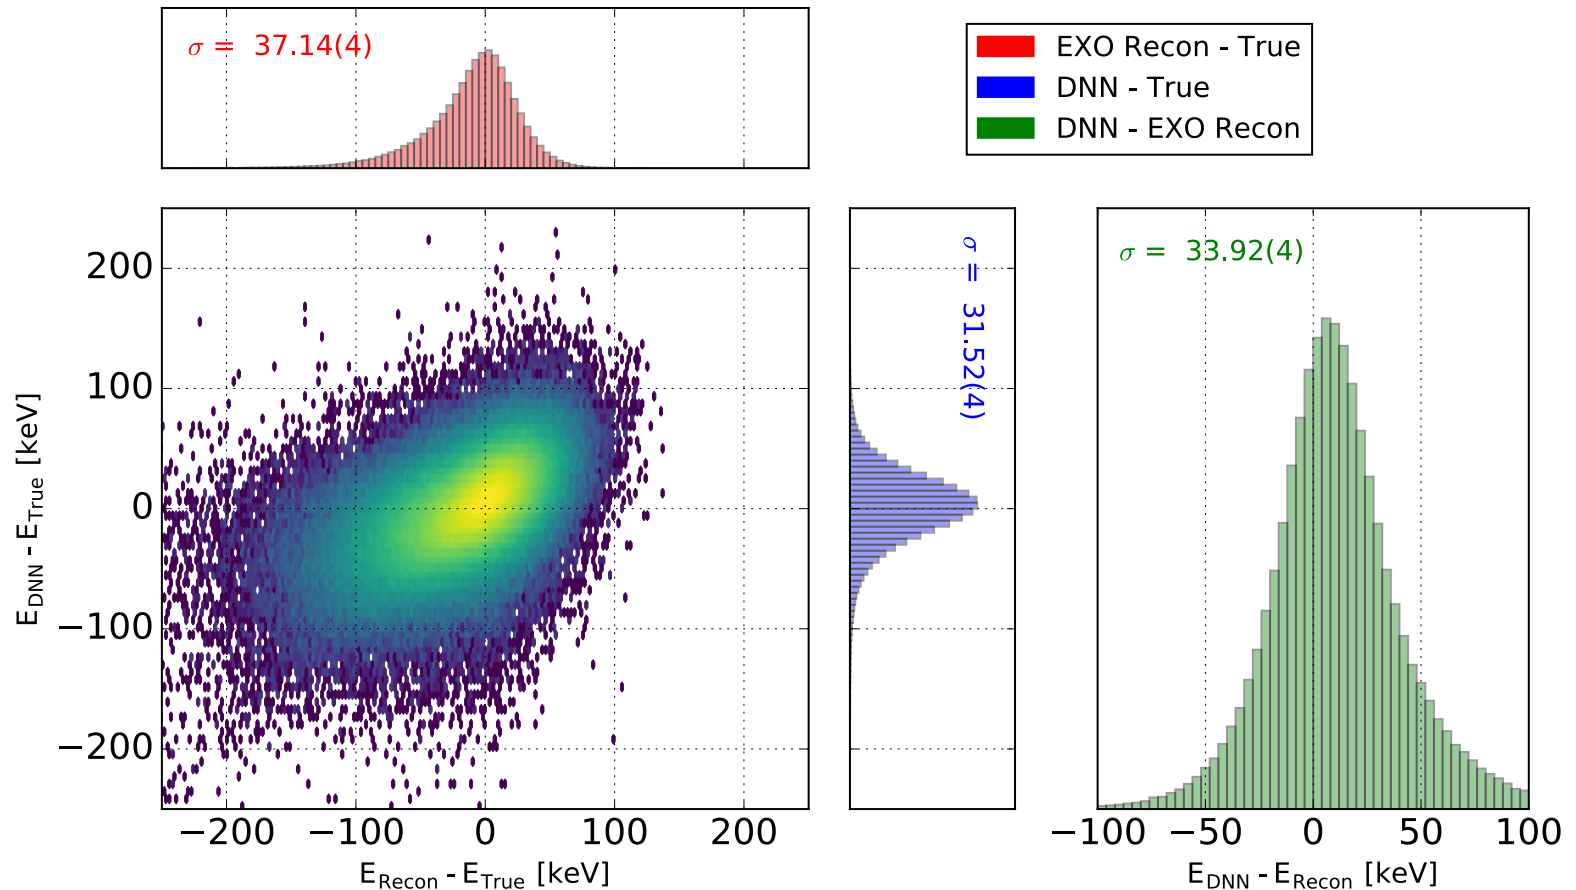 σ = 37.14(4)
EXO Recon - True
DNN - True
DNN - EXO Recon
200
100
0
−100
−200
E_DNN - E_True [keV]
−200 −100 0 100 200
E_Recon - E_True [keV]
σ = 31.52(4)
σ = 33.92(4)
−100 −50 0 50 100
E_DNN - E_Recon [keV]